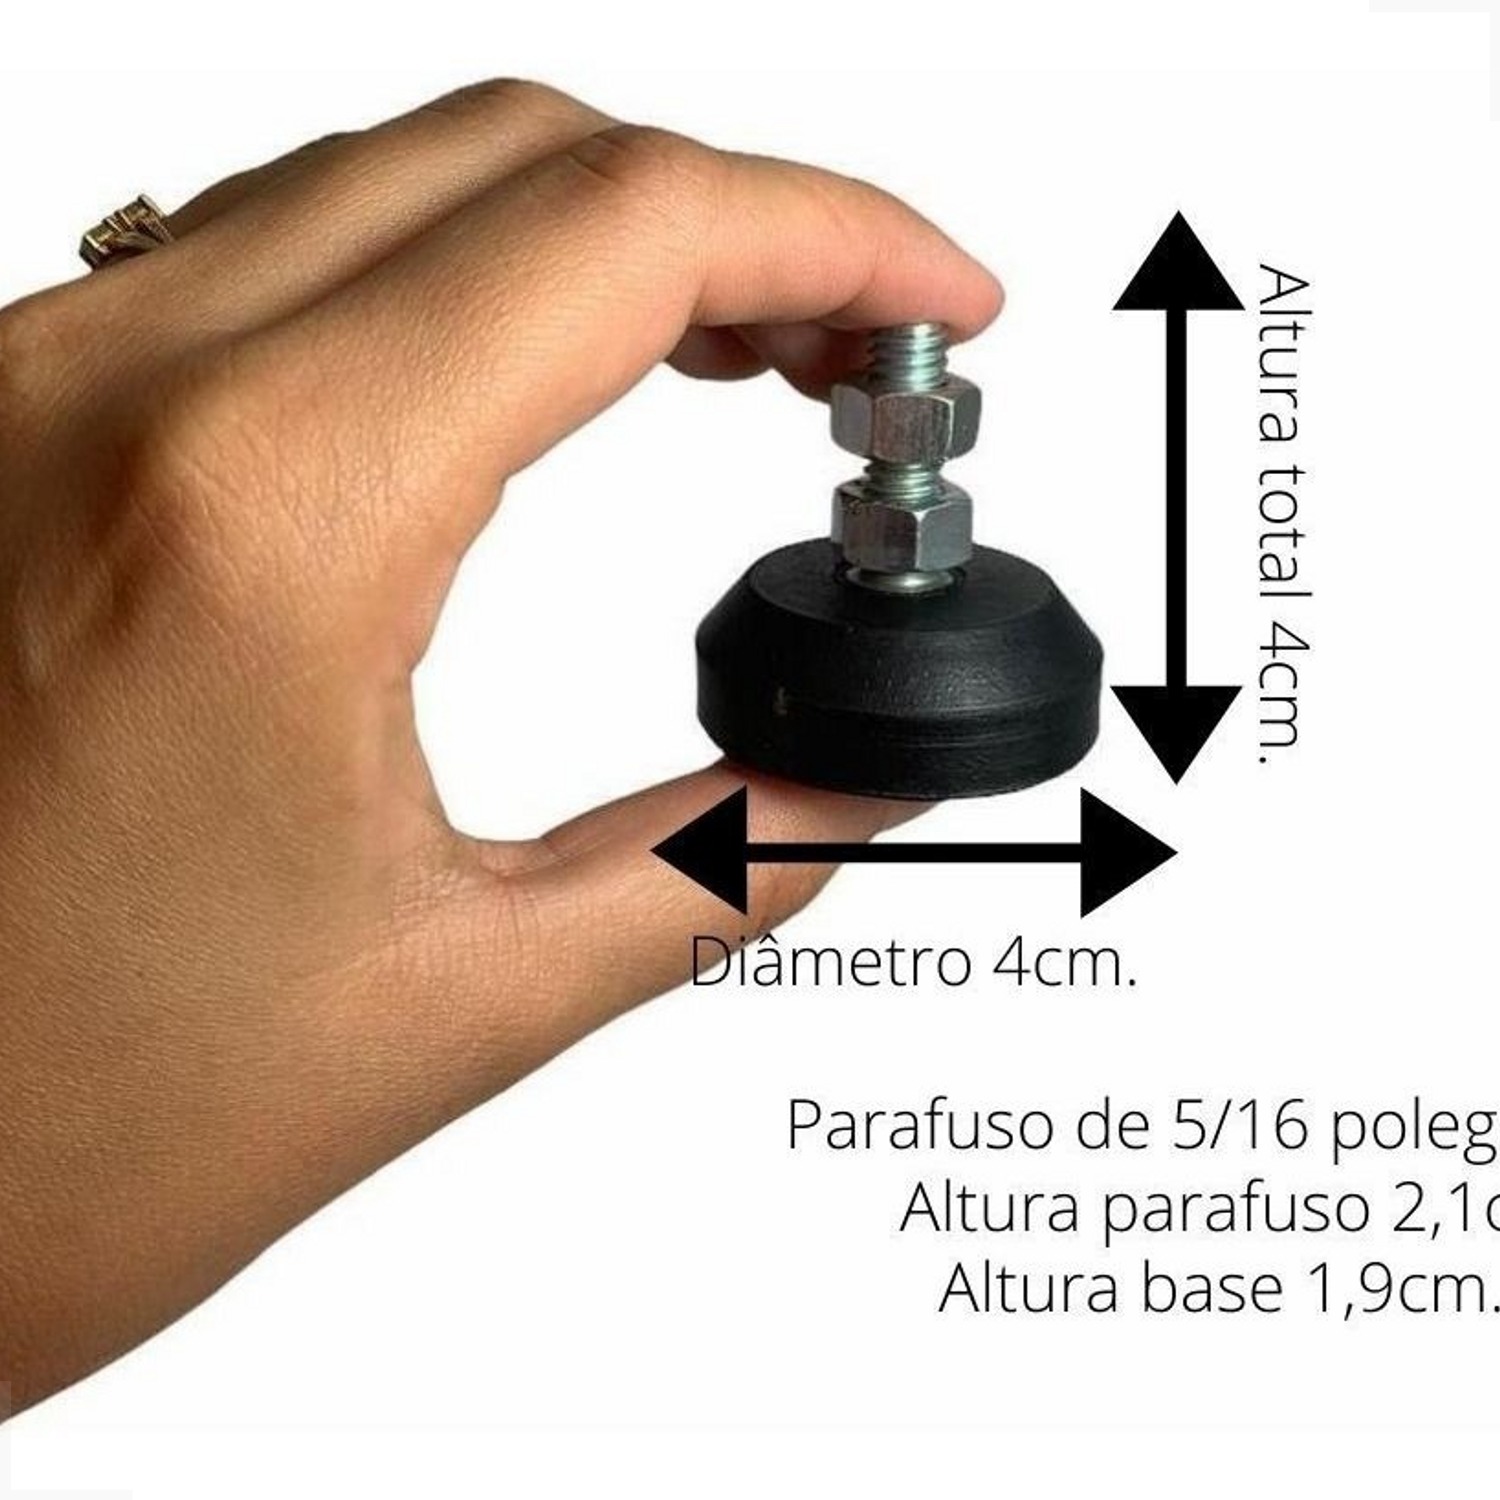 Altura total 4cm.
Diâmetro 4cm.
Parafuso de 5/16 poleg
Altura parafuso 2,1c
Altura base 1,9cm.